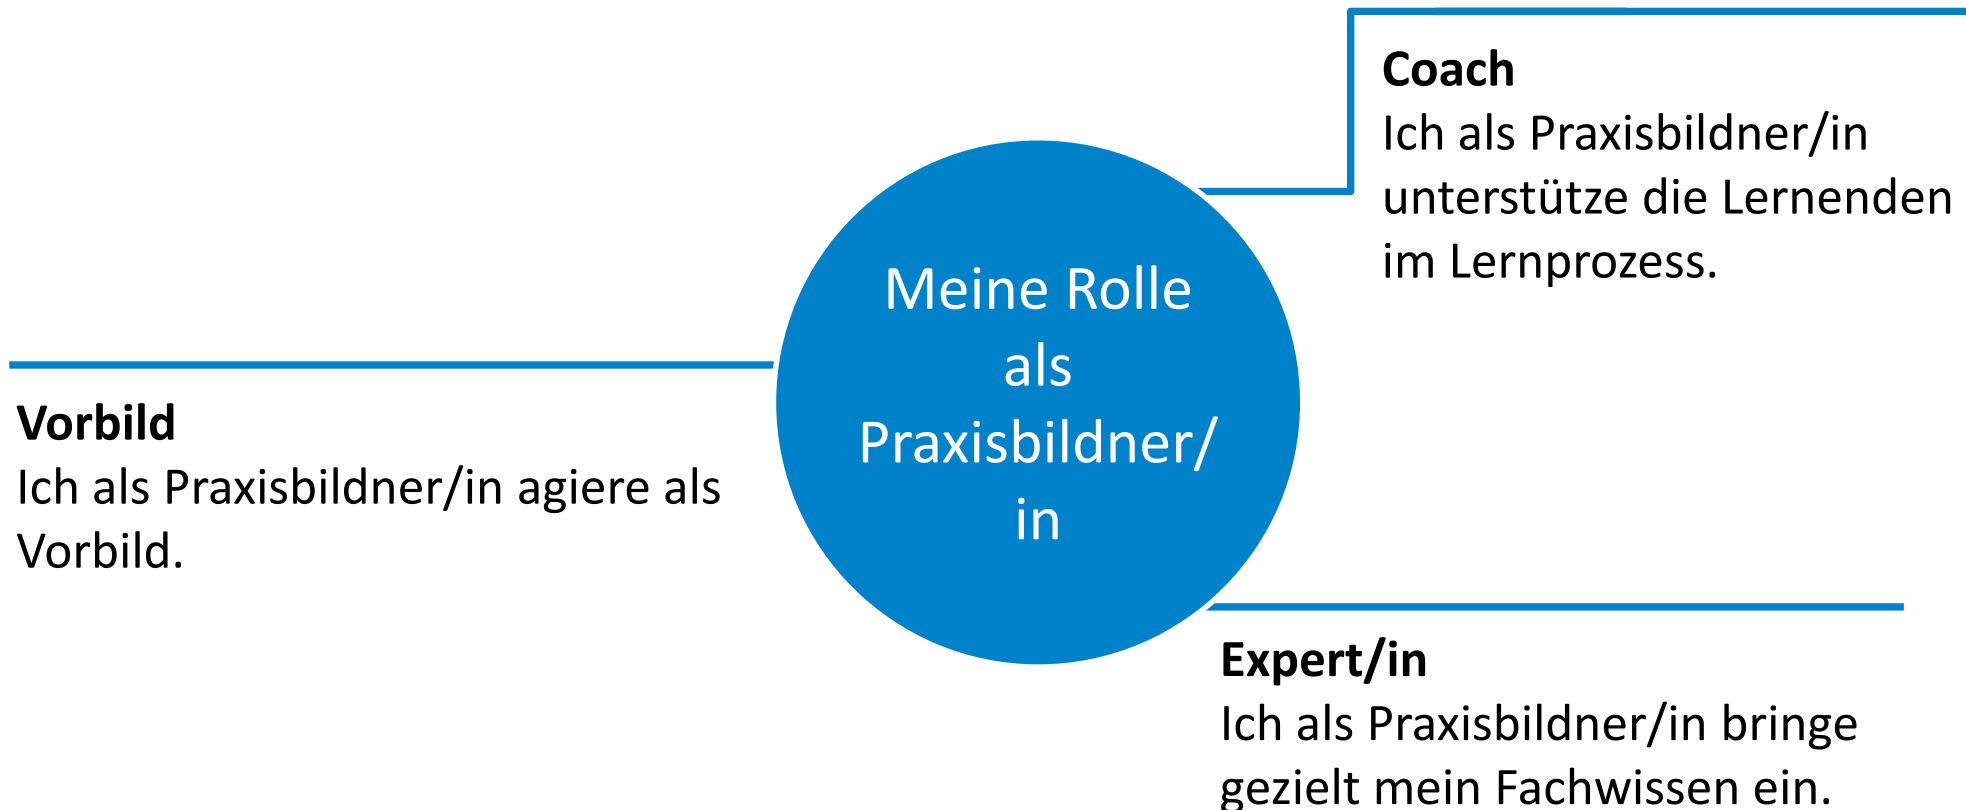 Coach
Ich als Praxisbildner/in
unterstütze die Lernenden
im Lernprozess.
Meine Rolle
als
Praxisbildner/
in
Vorbild
Ich als Praxisbildner/in agiere als
Vorbild.
Expert/in
Ich als Praxisbildner/in bringe
gezielt mein Fachwissen ein.